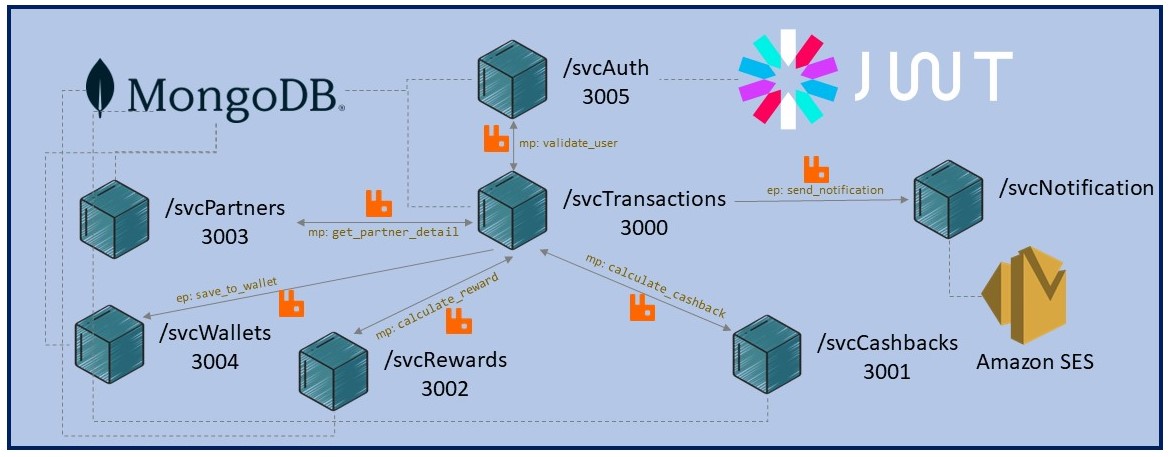 MongoDB®
/svcAuth
3005
JWT
mp: validate_user
ep: send_notification
/svcNotification
/svcPartners
3003
/svcTransactions
3000
mp: get_partner_detail
ep: save_to_wallet
mp: calculate_reward
mp: calculate_cashback
/svcWallets
3004
/svcRewards
3002
/svcCashbacks
3001
Amazon SES